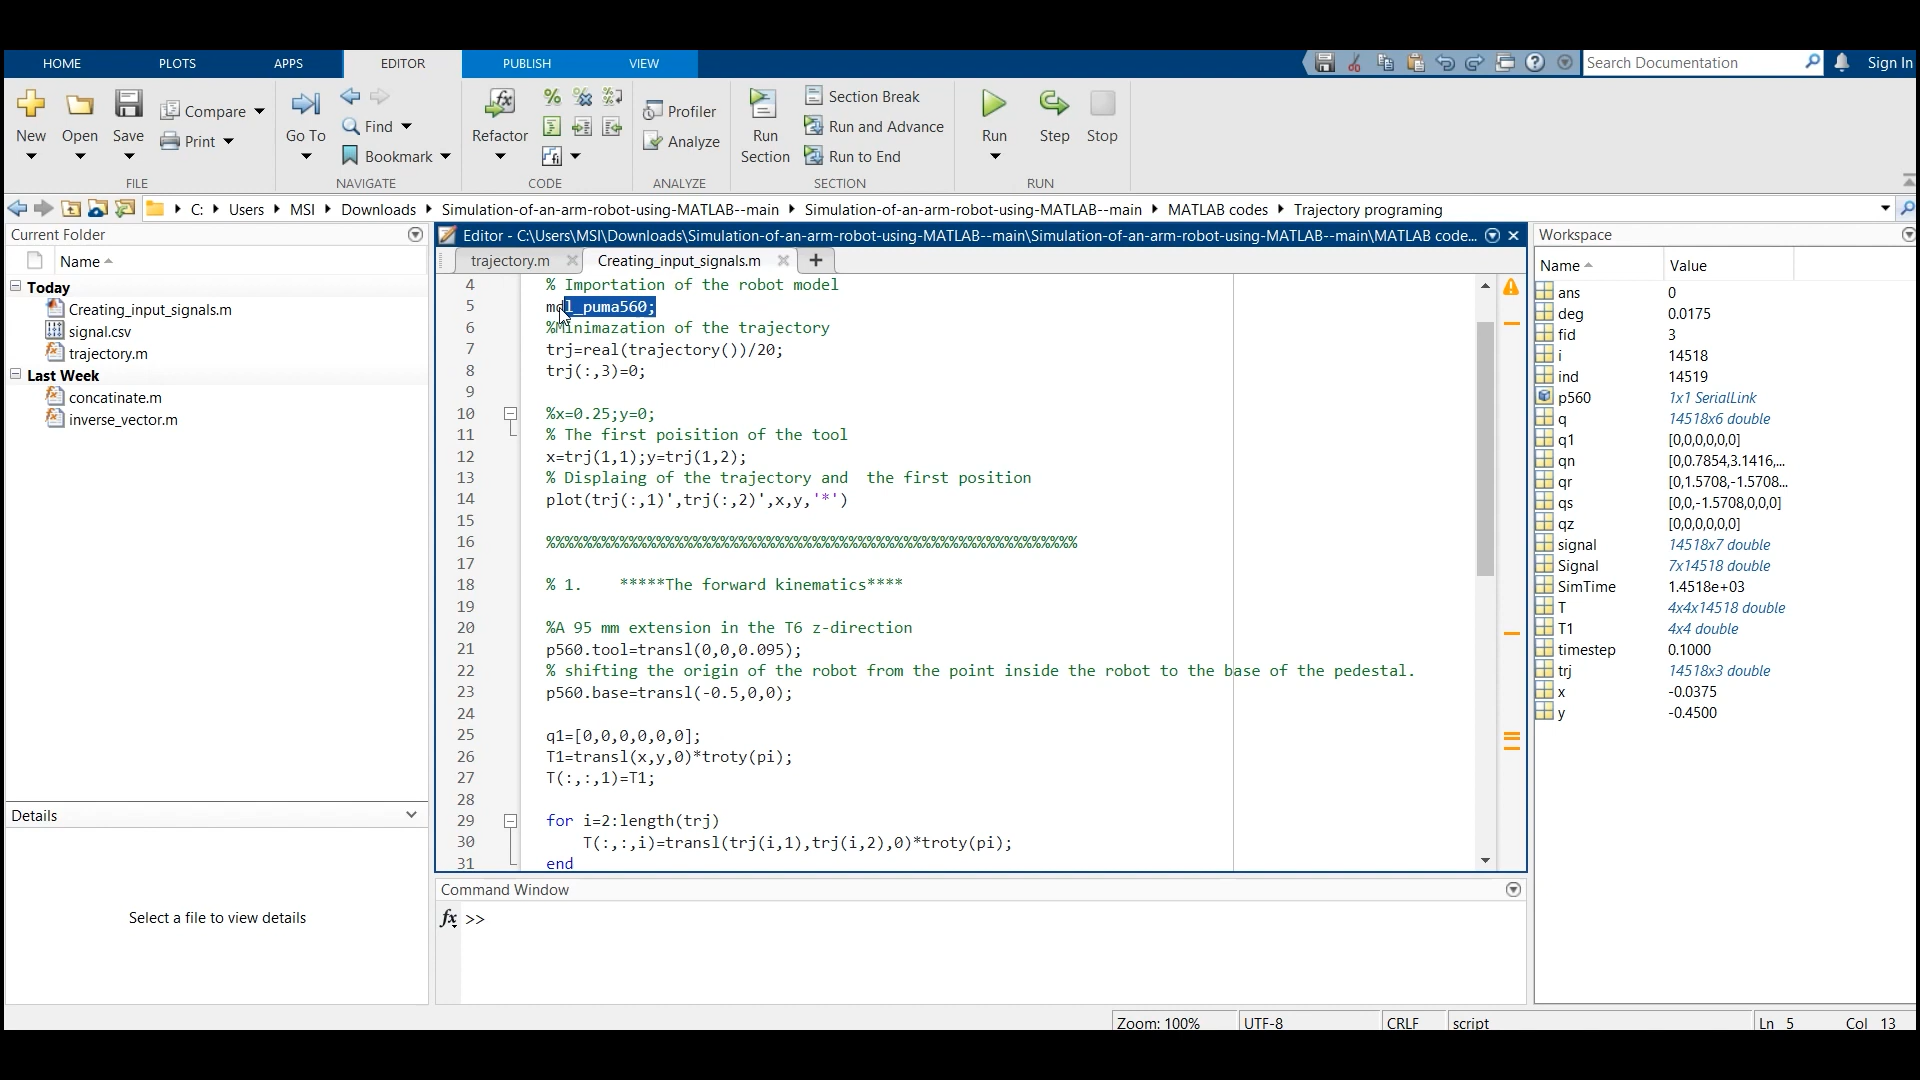 HOME PLOTS APPS EDITOR PUBLISH VIEW Search Documentation Sign In
New Open Save Compare Print Go To Find Bookmark Refactor Profiler Analyze Run Section Section Break Run and Advance Run to End Run Step Stop
FILE NAVIGATE CODE ANALYZE SECTION RUN
C: Users MSI Downloads Simulation-of-an-arm-robot-using-MATLAB--main Simulation-of-an-arm-robot-using-MATLAB--main MATLAB codes Trajectory programing
Current Folder
Name
Today
Creating_input_signals.m
signal.csv
trajectory.m
Last Week
concatinate.m
inverse_vector.m
Details
Select a file to view details
Editor - C:\Users\MSI\Downloads\Simulation-of-an-arm-robot-using-MATLAB--main\Simulation-of-an-arm-robot-using-MATLAB--main\MATLAB code...
trajectory.m Creating_input_signals.m
4 % Importation of the robot model
5 mdl_puma560;
6 %Minimazation of the trajectory
7 trj=real(trajectory())/20;
8 trj(:,3)=0;
9
10 %x=0.25;y=0;
11 % The first poisition of the tool
12 x=trj(1,1);y=trj(1,2);
13 % Displaing of the trajectory and  the first position
14 plot(trj(:,1)',trj(:,2)',x,y,'*')
15
16 %%%%%%%%%%%%%%%%%%%%%%%%%%%%%%%%%%%%%%%%%%%%%%%%%%%%%%%%%%
17
18 % 1.    *****The forward kinematics****
19
20 %A 95 mm extension in the T6 z-direction
21 p560.tool=transl(0,0,0.095);
22 % shifting the origin of the robot from the point inside the robot to the base of the pedestal.
23 p560.base=transl(-0.5,0,0);
24
25 q1=[0,0,0,0,0,0];
26 T1=transl(x,y,0)*troty(pi);
27 T(:,:,1)=T1;
28
29 for i=2:length(trj)
30 T(:,:,i)=transl(trj(i,1),trj(i,2),0)*troty(pi);
31 end
Command Window
fx >>
Workspace
Name Value
ans 0
deg 0.0175
fid 3
i 14518
ind 14519
p560 1x1 SerialLink
q 14518x6 double
q1 [0,0,0,0,0,0]
qn [0,0.7854,3.1416,...
qr [0,1.5708,-1.5708...
qs [0,0,-1.5708,0,0,0]
qz [0,0,0,0,0,0]
signal 14518x7 double
Signal 7x14518 double
SimTime 1.4518e+03
T 4x4x14518 double
T1 4x4 double
timestep 0.1000
trj 14518x3 double
x -0.0375
y -0.4500
Zoom: 100% UTF-8 CRLF script Ln 5 Col 13